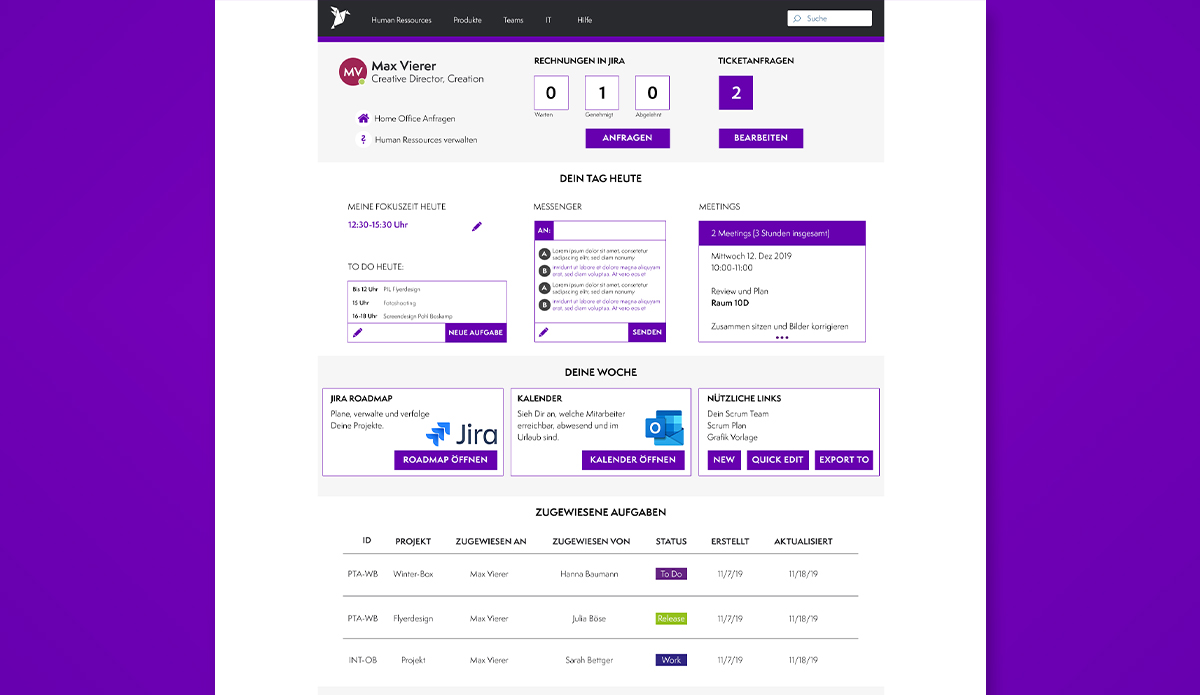 Human Ressources Produkte Teams IT Hilfe Suche
MV
Max Vierer
Creative Director, Creation
Home Office Anfragen
Human Ressources verwalten
RECHNUNGEN IN JIRA
0 1 0
Warten Genehmigt Abgelehnt
ANFRAGEN
TICKETANFRAGEN
2
BEARBEITEN
DEIN TAG HEUTE
MEINE FOKUSZEIT HEUTE
12:30-15:30 Uhr
TO DO HEUTE:
Bis 12 Uhr PIL Flyerdesign
15 Uhr Fotoshooting
16-18 Uhr Screendesign Pohl Boskamp
NEUE AUFGABE
MESSENGER
AN:
A Lorem ipsum dolor sit amet, consetetur
sadipscing elitr, sed diam nonumy
B invidunt ut labore et dolore magna aliquyam
erat, sed diam voluptua. At vero eos et
A Lorem ipsum dolor sit amet, consetetur
sadipscing elitr, sed diam nonumy
B invidunt ut labore et dolore magna aliquyam
erat, sed diam voluptua. At vero eos et
SENDEN
MEETINGS
2 Meetings (3 Stunden insgesamt)
Mittwoch 12. Dez 2019
10:00-11:00
Review und Plan
Raum 10D
Zusammen sitzen und Bilder korrigieren
DEINE WOCHE
JIRA ROADMAP
Plane, verwalte und verfolge
Deine Projekte.
Jira
ROADMAP ÖFFNEN
KALENDER
Sieh Dir an, welche Mitarbeiter
erreichbar, abwesend und im
Urlaub sind.
O
KALENDER ÖFFNEN
NÜTZLICHE LINKS
Dein Scrum Team
Scrum Plan
Grafik Vorlage
NEW QUICK EDIT EXPORT TO
ZUGEWIESENE AUFGABEN
ID PROJEKT ZUGEWIESEN AN ZUGEWIESEN VON STATUS ERSTELLT AKTUALISIERT
PTA-WB Winter-Box Max Vierer Hanna Baumann To Do 11/7/19 11/18/19
PTA-WB Flyerdesign Max Vierer Julia Böse Release 11/7/19 11/18/19
INT-OB Projekt Max Vierer Sarah Bettger Work 11/7/19 11/18/19